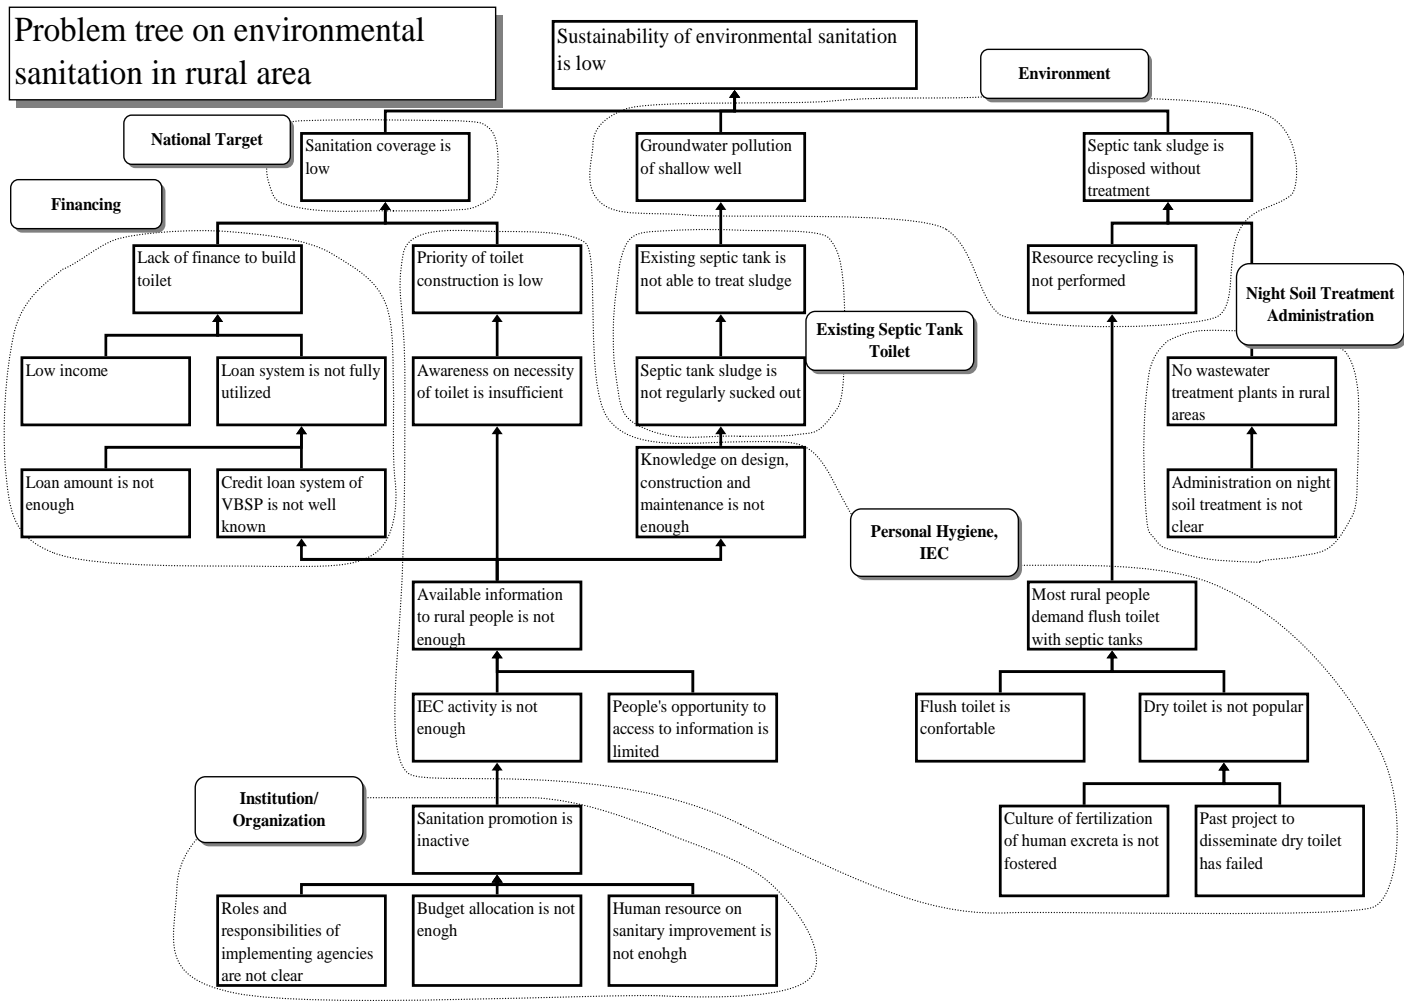 Problem tree on environmental
sanitation in rural area
Sustainability of environmental sanitation
is low
Environment
National Target
Sanitation coverage is
low
Groundwater pollution
of shallow well
Septic tank sludge is
disposed without
treatment
Financing
Lack of finance to build
toilet
Priority of toilet
construction is low
Existing septic tank is
not able to treat sludge
Resource recycling is
not performed
Night Soil Treatment
Administration
Existing Septic Tank
Toilet
Low income
Loan system is not fully
utilized
Awareness on necessity
of toilet is insufficient
Septic tank sludge is
not regularly sucked out
No wastewater
treatment plants in rural
areas
Loan amount is not
enough
Credit loan system of
VBSP is not well
known
Knowledge on design,
construction and
maintenance is not
enough
Administration on night
soil treatment is not
clear
Personal Hygiene,
IEC
Available information
to rural people is not
enough
Most rural people
demand flush toilet
with septic tanks
IEC activity is not
enough
People's opportunity to
access to information is
limited
Flush toilet is
confortable
Dry toilet is not popular
Institution/
Organization
Sanitation promotion is
inactive
Culture of fertilization
of human excreta is not
fostered
Past project to
disseminate dry toilet
has failed
Roles and
responsibilities of
implementing agencies
are not clear
Budget allocation is not
enogh
Human resource on
sanitary improvement is
not enohgh